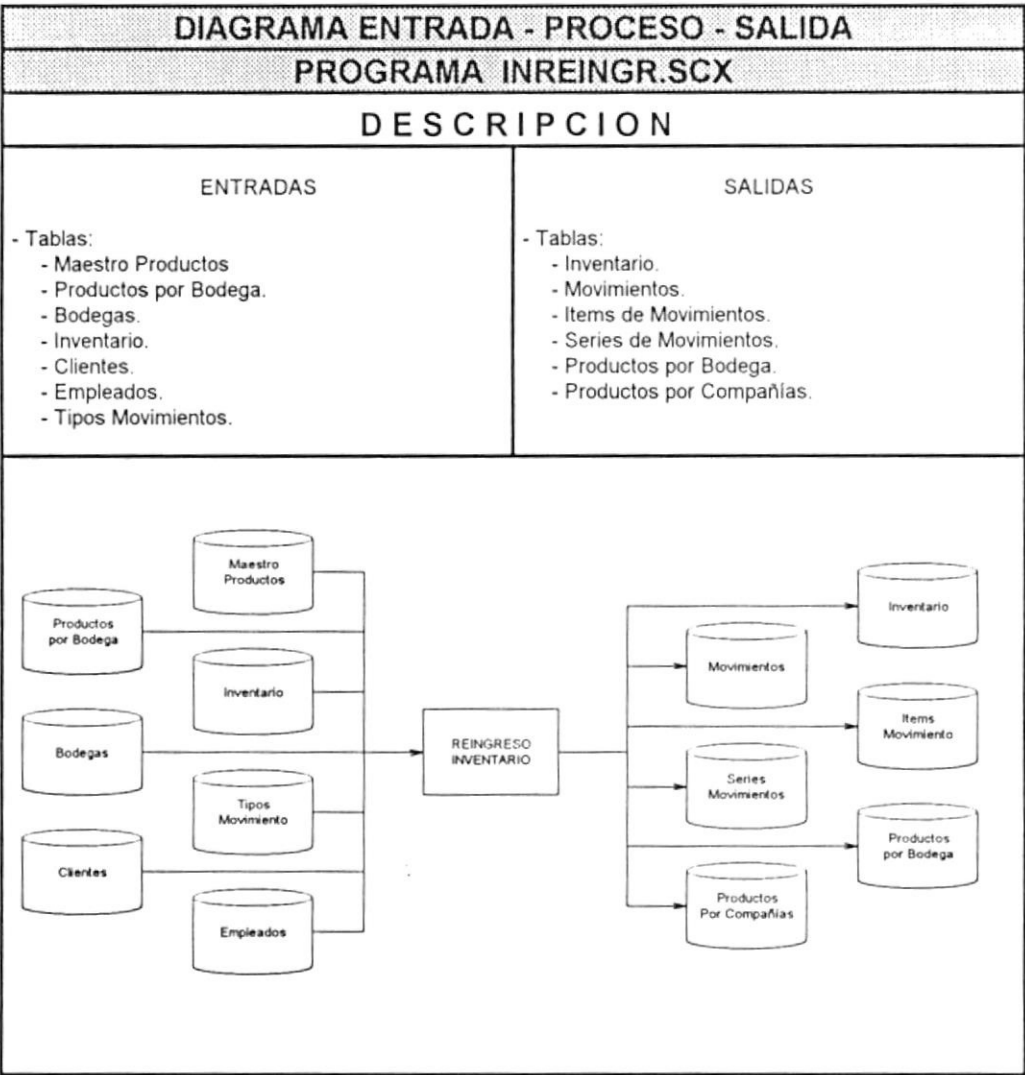 DIAGRAMA ENTRADA - PROCESO - SALIDA
PROGRAMA INREINGR.SCX
DESCRIPCION
ENTRADAS
- Tablas:
- Maestro Productos
- Productos por Bodega.
- Bodegas.
- Inventario.
- Clientes.
- Empleados.
- Tipos Movimientos.
SALIDAS
- Tablas:
- Inventario.
- Movimientos.
- Items de Movimientos.
- Series de Movimientos.
- Productos por Bodega.
- Productos por Compañías.
Maestro
Productos
Productos
por Bodega
Inventario
Bodegas
Tipos
Movimiento
Clientes
Empleados
REINGRESO
INVENTARIO
Inventario
Movimientos
Items
Movimiento
Series
Movimientos
Productos
por Bodega
Productos
Por Compañías